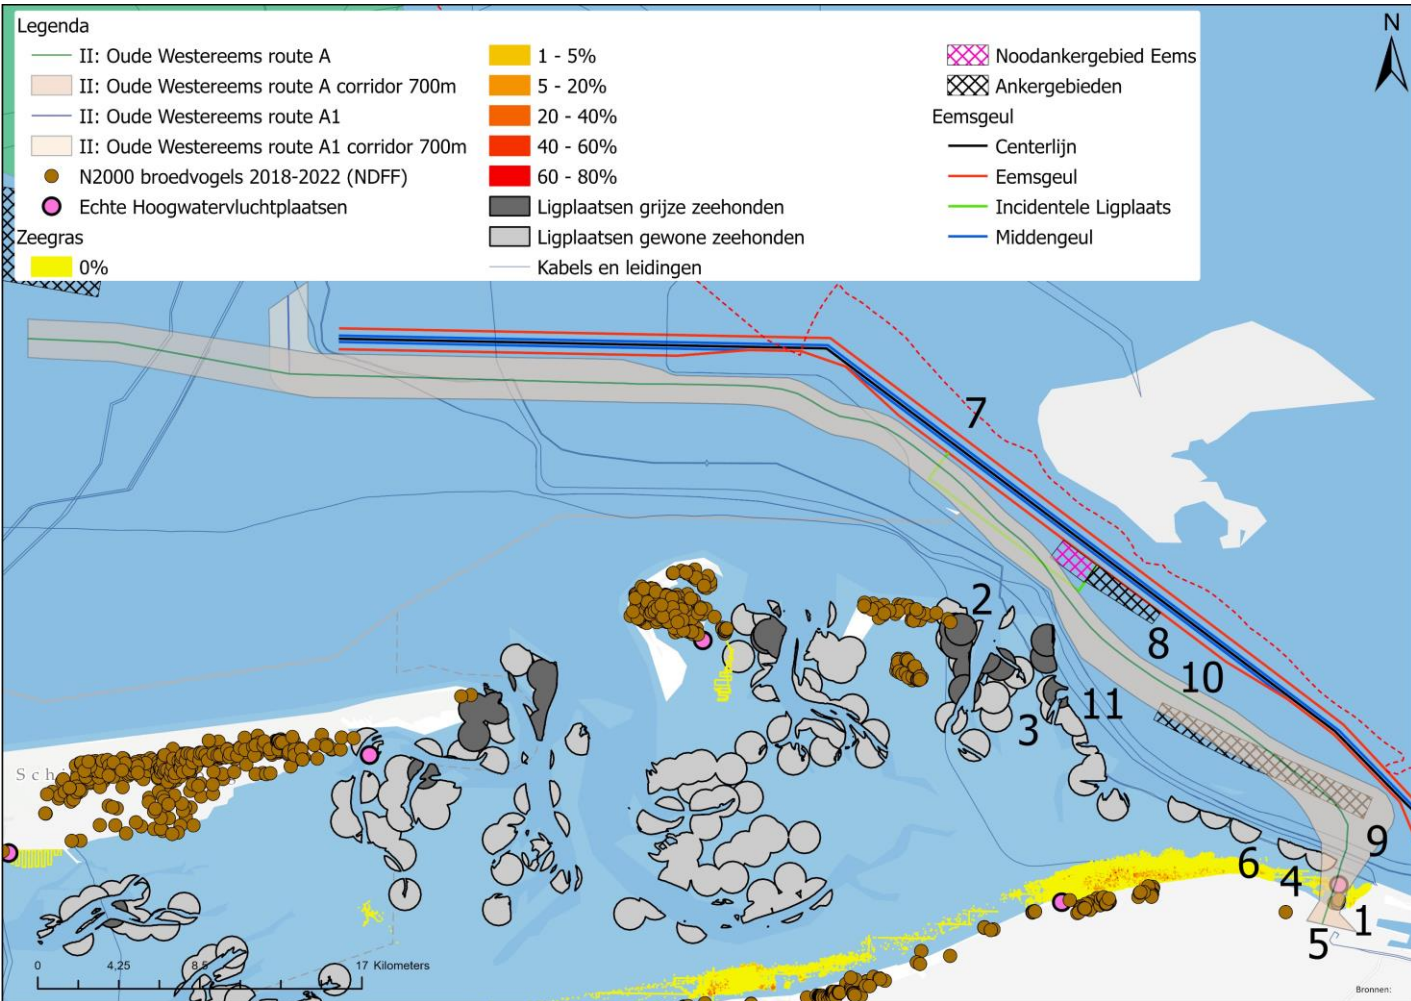 Legenda
II: Oude Westereems route A
II: Oude Westereems route A corridor 700m
II: Oude Westereems route A1
II: Oude Westereems route A1 corridor 700m
N2000 broedvogels 2018-2022 (NDFF)
Echte Hoogwatervluchtplaatsen
Zeegras
0%
1 - 5%
5 - 20%
20 - 40%
40 - 60%
60 - 80%
Ligplaatsen grijze zeehonden
Ligplaatsen gewone zeehonden
Kabels en leidingen
Noodankergebied Eems
Ankergebieden
Eemsgeul
Centerlijn
Eemsgeul
Incidentele Ligplaats
Middengeul
N
7
2
8
10
11
3
Schi
9
6
4
1
5
0 4,25 8,5 17 Kilometers
Bronnen: